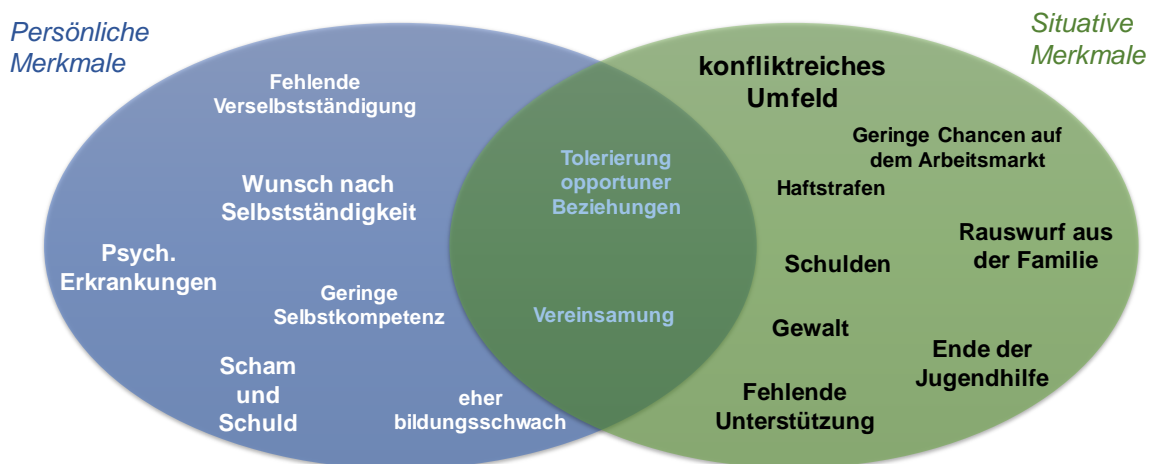 Persönliche
Merkmale
Fehlende
Verselbstständigung
Wunsch nach
Selbstständigkeit
Psych.
Erkrankungen
Geringe
Selbstkompetenz
Scham
und
Schuld
eher
bildungsschwach
Tolerierung
opportuner
Beziehungen
Vereinsamung
Situative
Merkmale
konfliktreiches
Umfeld
Geringe Chancen auf
dem Arbeitsmarkt
Haftstrafen
Rauswurf aus
der Familie
Schulden
Gewalt
Ende der
Jugendhilfe
Fehlende
Unterstützung